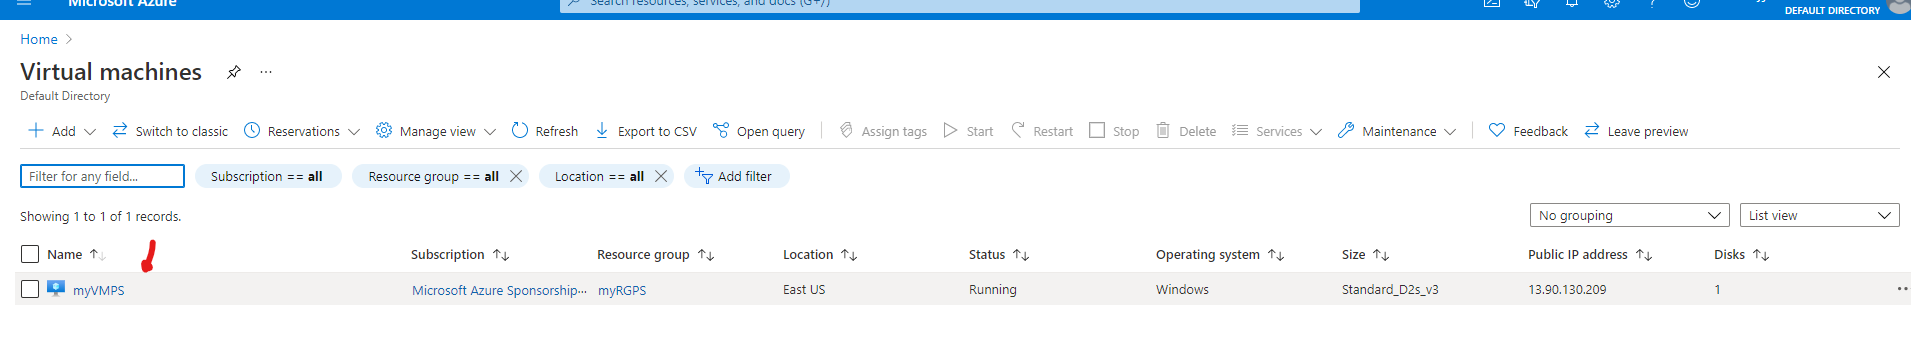 Microsoft Azure
Search resources, services, and docs (G+/)
DEFAULT DIRECTORY
Home
Virtual machines
Default Directory
Add Switch to classic Reservations Manage view Refresh Export to CSV Open query Assign tags Start Restart Stop Delete Services Maintenance Feedback Leave preview
Filter for any field... Subscription == all Resource group == all Location == all Add filter
Showing 1 to 1 of 1 records.
No grouping List view
Name Subscription Resource group Location Status Operating system Size Public IP address Disks
myVMPS Microsoft Azure Sponsorship... myRGPS East US Running Windows Standard_D2s_v3 13.90.130.209 1